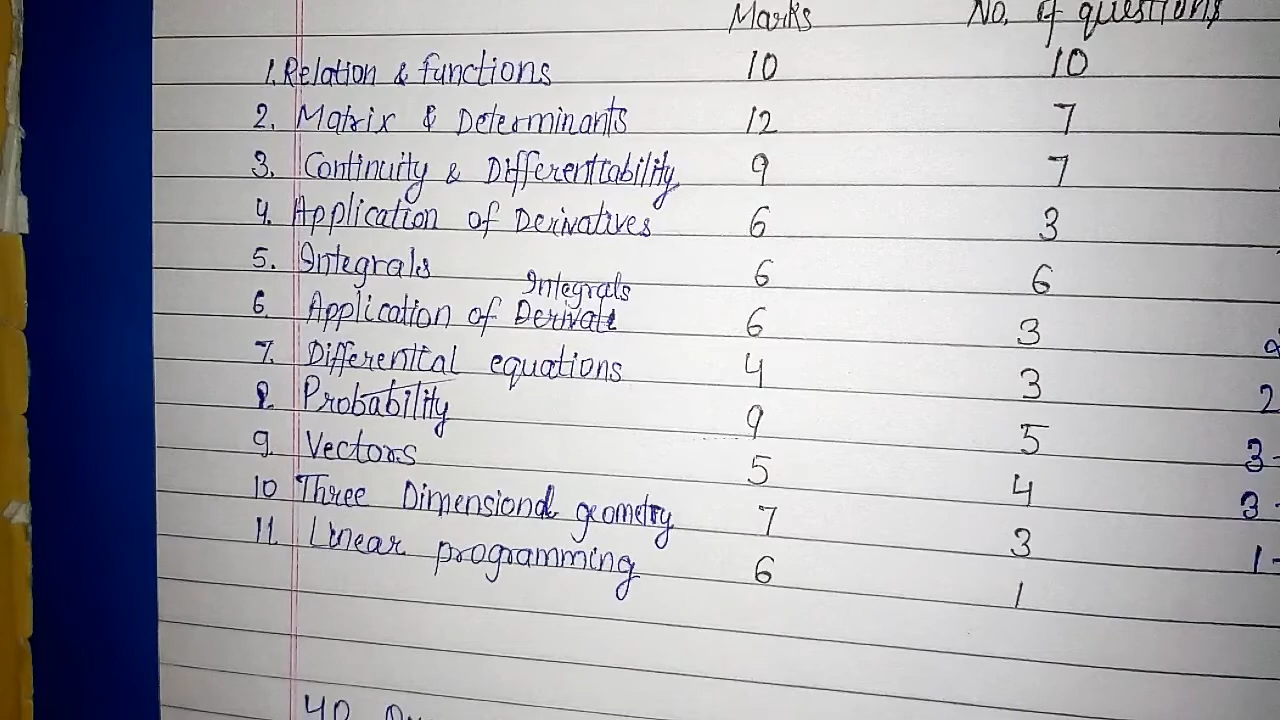 Marks No. of questions
1. Relation & functions 10 10
2. Matrix & Determinants 12 7
3. Continuity & Differentiability 9 7
4. Application of Derivatives 6 3
5. Integrals 6 6
Integrals
6 Application of Derivate 6 3
7. Differential equations 4 3 2
8 Probability 9 5 3-
9. Vectors 5 4 3-
10 Three Dimensional geometry 7 3 1-
11. Linear programming 6 1
40